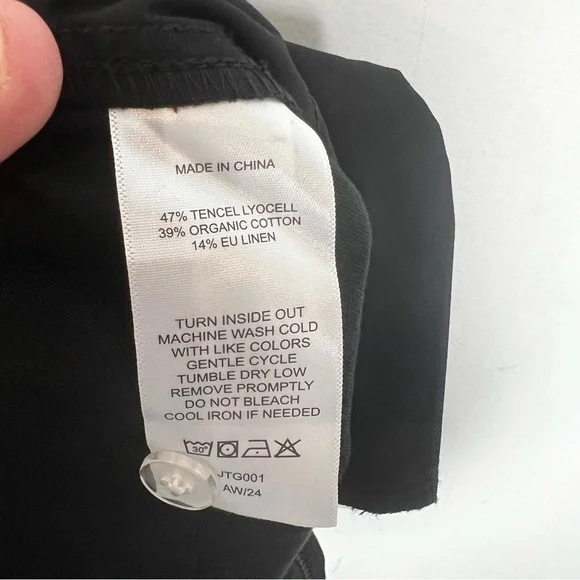 MADE IN CHINA
47% TENCEL LYOCELL
39% ORGANIC COTTON
14% EU LINEN
TURN INSIDE OUT
MACHINE WASH COLD
WITH LIKE COLORS
GENTLE CYCLE
TUMBLE DRY LOW
REMOVE PROMPTLY
DO NOT BLEACH
COOL IRON IF NEEDED
30°
JTG001
AW/24